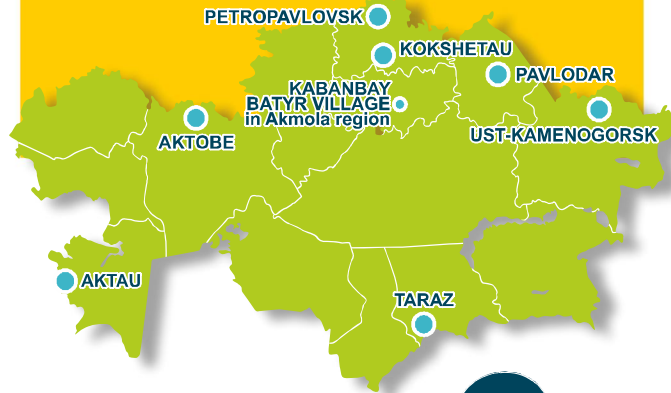 PETROPAVLOVSK
KOKSHETAU
PAVLODAR
KABANBAY
BATYR VILLAGE
in Akmola region
UST-KAMENOGORSK
AKTOBE
AKTAU
TARAZ